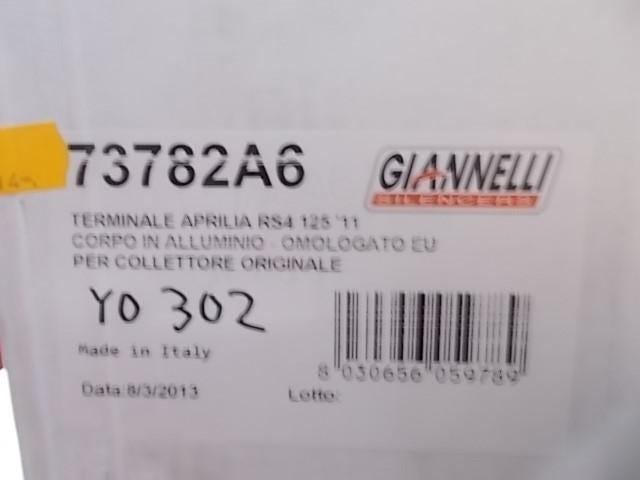 73782A6
GIANNELLI
SILENCERS
TERMINALE APRILIA RS4 125 '11
CORPO IN ALLUMINIO - OMOLOGATO EU
PER COLLETTORE ORIGINALE
YO 302
Made in Italy
8 030656 059789
Data:8/3/2013
Lotto: